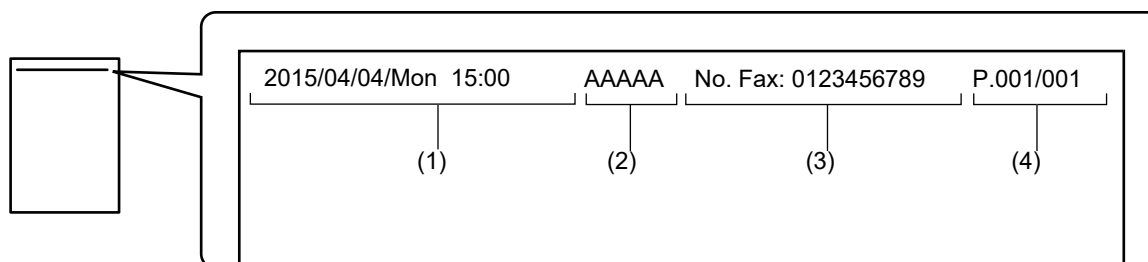 2015/04/04/Mon 15:00 AAAAA No. Fax: 0123456789 P.001/001
(1) (2) (3) (4)